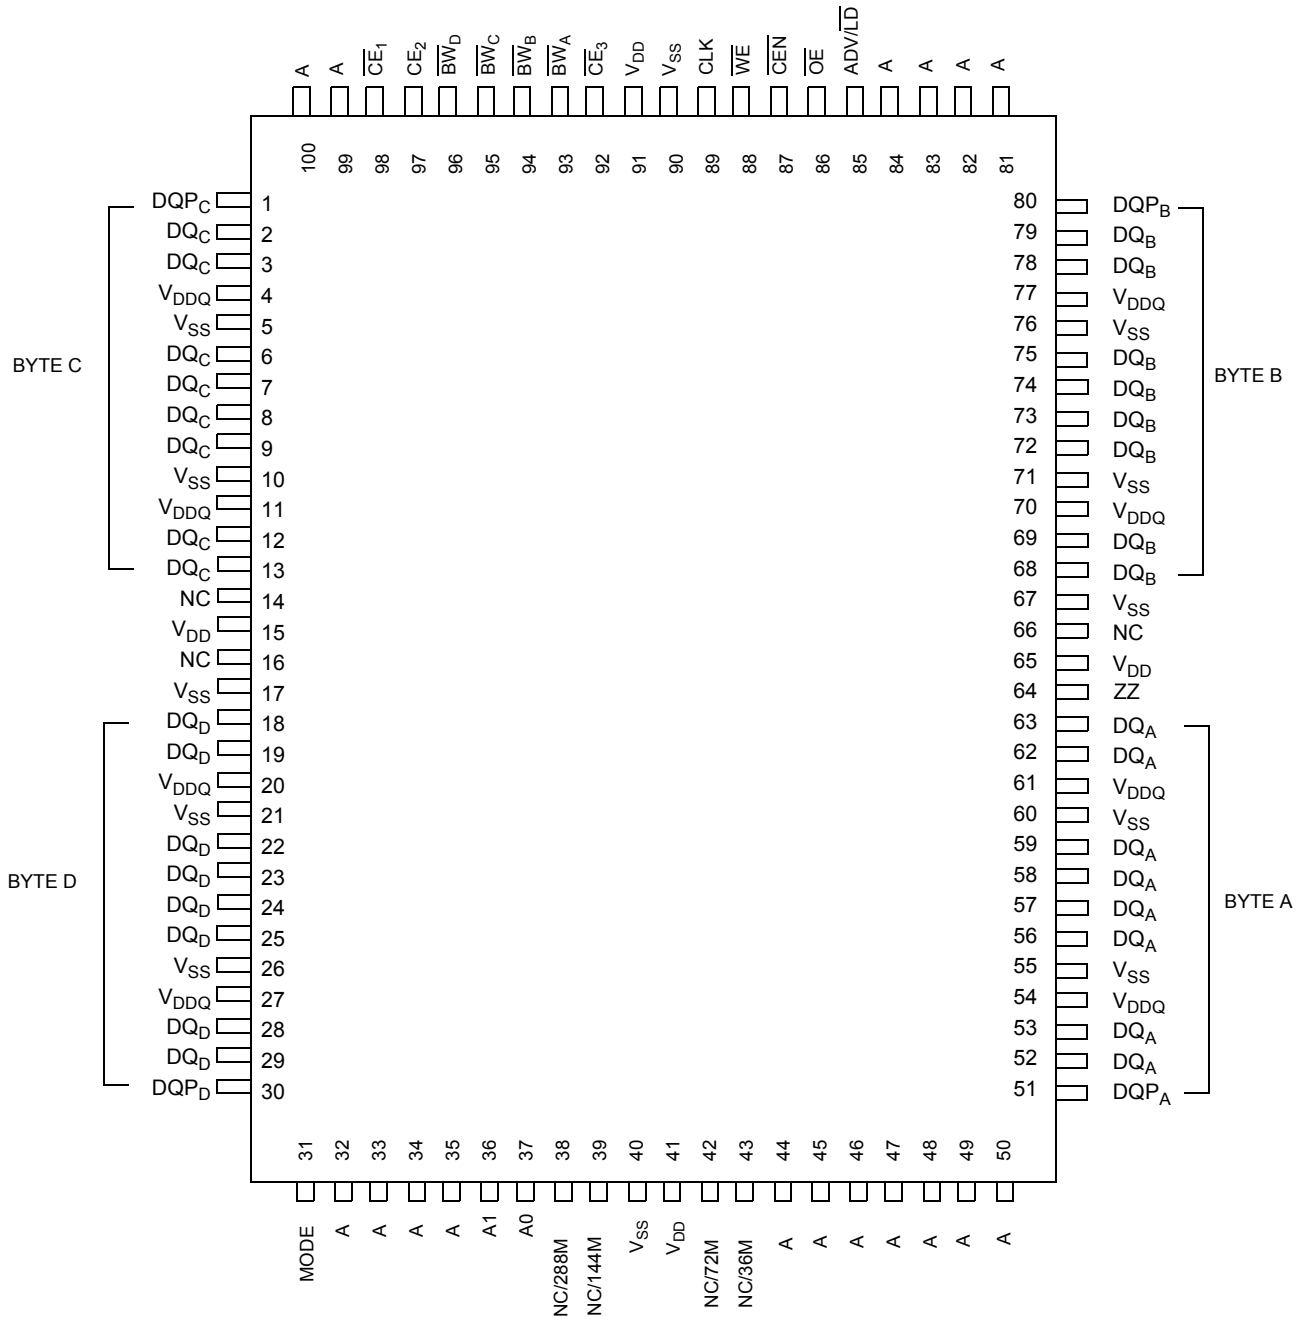 A A CE1 CE2 BWD BWC BWB BWA CE3 VDD VSS CLK WE CEN OE ADV/LD A A A A
100 99 98 97 96 95 94 93 92 91 90 89 88 87 86 85 84 83 82 81
DQPC 1 80 DQPB
DQC 2 79 DQB
DQC 3 78 DQB
VDDQ 4 77 VDDQ
VSS 5 76 VSS
DQC 6 75 DQB
BYTE C BYTE B
DQC 7 74 DQB
DQC 8 73 DQB
DQC 9 72 DQB
VSS 10 71 VSS
VDDQ 11 70 VDDQ
DQC 12 69 DQB
DQC 13 68 DQB
NC 14 67 VSS
VDD 15 66 NC
NC 16 65 VDD
VSS 17 64 ZZ
DQD 18 63 DQA
DQD 19 62 DQA
VDDQ 20 61 VDDQ
VSS 21 60 VSS
DQD 22 59 DQA
DQD 23 58 DQA
BYTE D BYTE A
DQD 24 57 DQA
DQD 25 56 DQA
VSS 26 55 VSS
VDDQ 27 54 VDDQ
DQD 28 53 DQA
DQD 29 52 DQA
DQPD 30 51 DQPA
31 32 33 34 35 36 37 38 39 40 41 42 43 44 45 46 47 48 49 50
MODE A A A A A1 A0 NC/288M NC/144M VSS VDD NC/72M NC/36M A A A A A A A